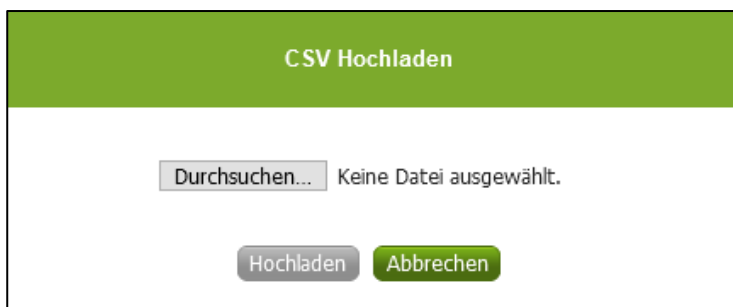 CSV Hochladen
Durchsuchen... Keine Datei ausgewählt.
Hochladen Abbrechen